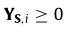 Y_{S,i} ≥ 0